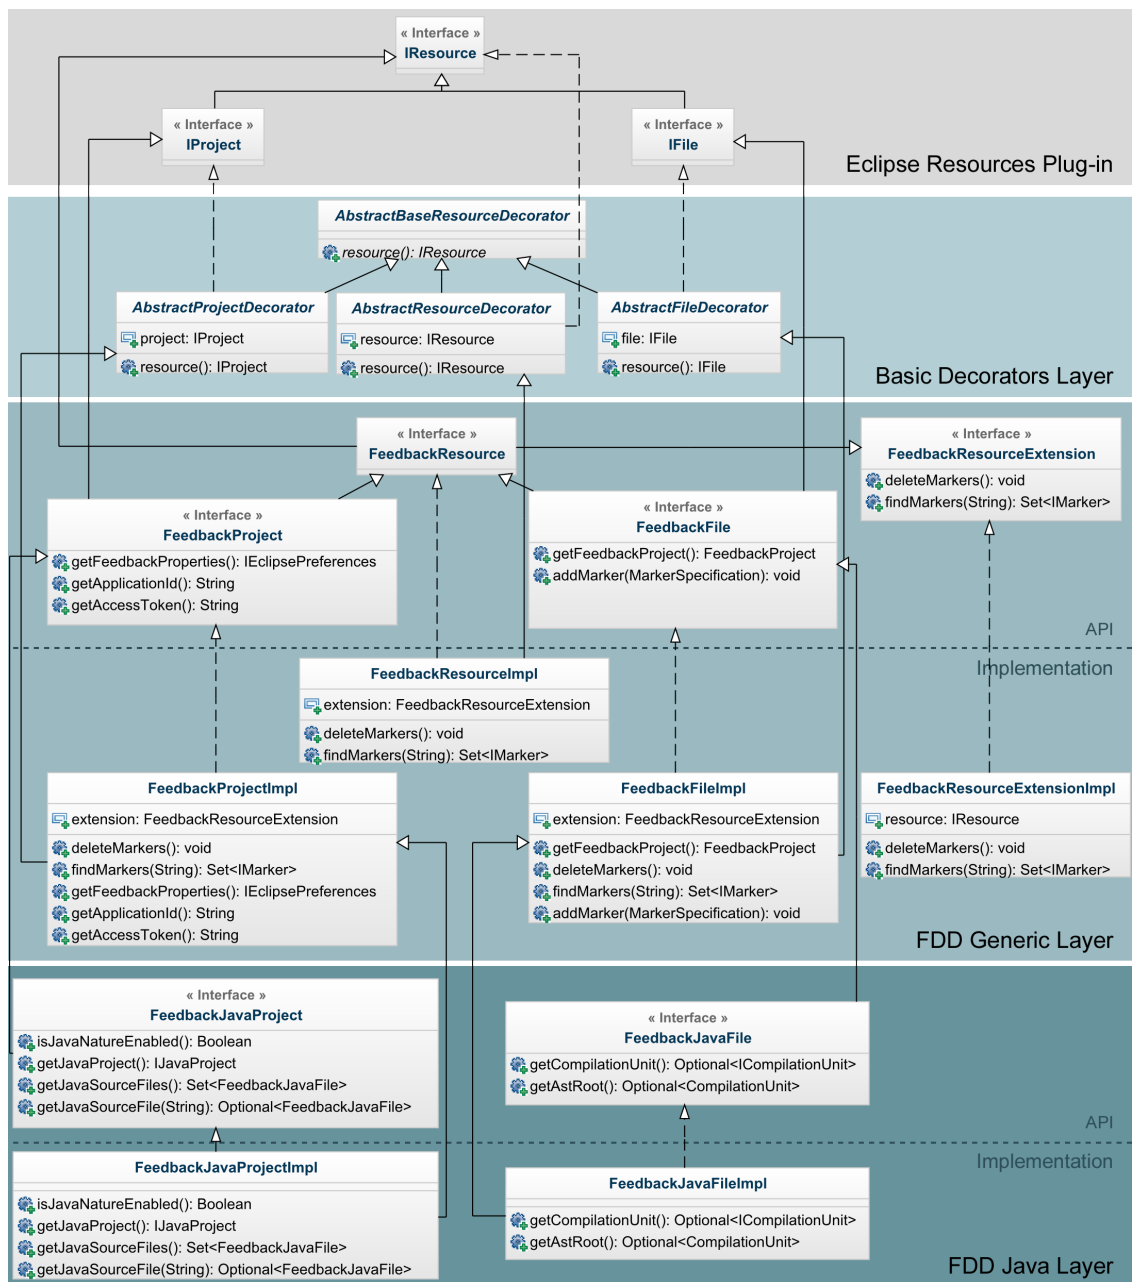 « Interface »
IResource
« Interface »
IProject
« Interface »
IFile
Eclipse Resources Plug-in
AbstractBaseResourceDecorator
resource(): IResource
AbstractProjectDecorator
project: IProject
resource(): IProject
AbstractResourceDecorator
resource: IResource
resource(): IResource
AbstractFileDecorator
file: IFile
resource(): IFile
Basic Decorators Layer
« Interface »
FeedbackResource
« Interface »
FeedbackResourceExtension
deleteMarkers(): void
findMarkers(String): Set<IMarker>
« Interface »
FeedbackProject
getFeedbackProperties(): IEclipsePreferences
getApplicationId(): String
getAccessToken(): String
« Interface »
FeedbackFile
getFeedbackProject(): FeedbackProject
addMarker(MarkerSpecification): void
API
Implementation
FeedbackResourceImpl
extension: FeedbackResourceExtension
deleteMarkers(): void
findMarkers(String): Set<IMarker>
FeedbackProjectImpl
extension: FeedbackResourceExtension
deleteMarkers(): void
findMarkers(String): Set<IMarker>
getFeedbackProperties(): IEclipsePreferences
getApplicationId(): String
getAccessToken(): String
FeedbackFileImpl
extension: FeedbackResourceExtension
getFeedbackProject(): FeedbackProject
deleteMarkers(): void
findMarkers(String): Set<IMarker>
addMarker(MarkerSpecification): void
FeedbackResourceExtensionImpl
resource: IResource
deleteMarkers(): void
findMarkers(String): Set<IMarker>
FDD Generic Layer
« Interface »
FeedbackJavaProject
isJavaNatureEnabled(): Boolean
getJavaProject(): IJavaProject
getJavaSourceFiles(): Set<FeedbackJavaFile>
getJavaSourceFile(String): Optional<FeedbackJavaFile>
« Interface »
FeedbackJavaFile
getCompilationUnit(): Optional<ICompilationUnit>
getAstRoot(): Optional<CompilationUnit>
API
Implementation
FeedbackJavaProjectImpl
isJavaNatureEnabled(): Boolean
getJavaProject(): IJavaProject
getJavaSourceFiles(): Set<FeedbackJavaFile>
getJavaSourceFile(String): Optional<FeedbackJavaFile>
FeedbackJavaFileImpl
getCompilationUnit(): Optional<ICompilationUnit>
getAstRoot(): Optional<CompilationUnit>
FDD Java Layer